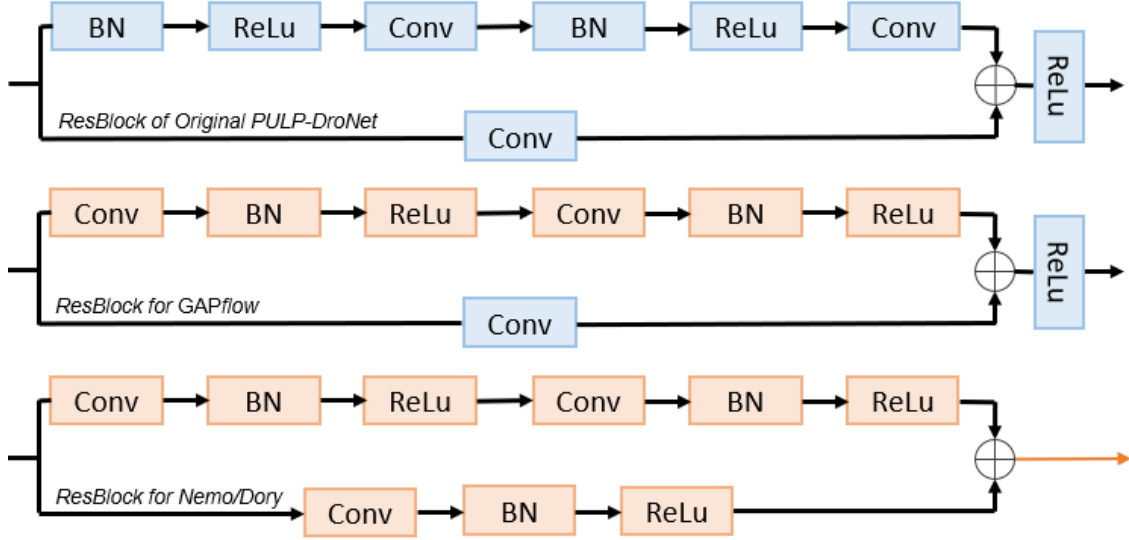 BN ReLu Conv BN ReLu Conv
ReLu
ResBlock of Original PULP-DroNet
Conv
Conv BN ReLu Conv BN ReLu
ReLu
ResBlock for GAPflow
Conv
Conv BN ReLu Conv BN ReLu
ResBlock for Nemo/Dory
Conv BN ReLu